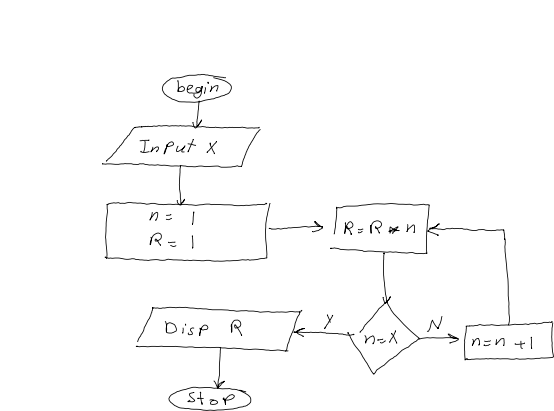 begin
Input X
n = 1
R = 1
R = R * n
n = X
Y
N
n = n + 1
Disp R
Stop